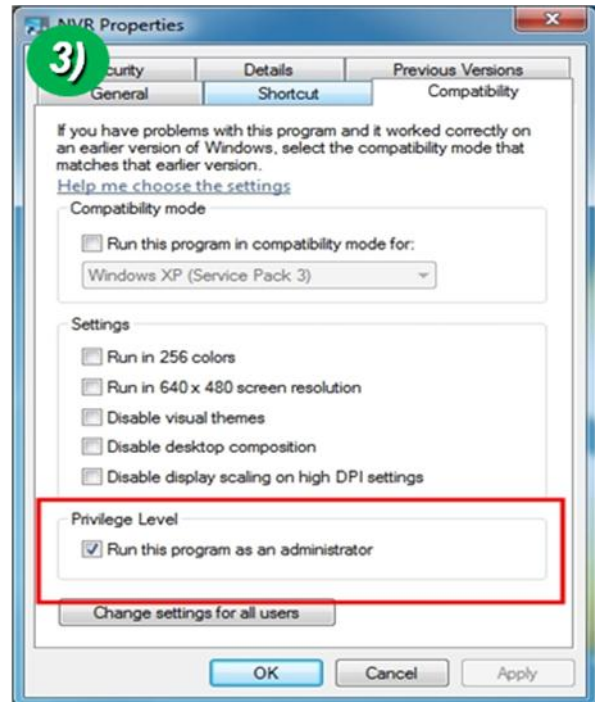 NVR Properties
3)
Details
Previous Versions
General
Shortcut
Compatibility
If you have problems with this program and it worked correctly on
an earlier version of Windows, select the compatibility mode that
matches that earlier version.
Help me choose the settings
Compatibility mode
Run this program in compatibility mode for:
Windows XP (Service Pack 3)
Settings
Run in 256 colors
Run in 640 x 480 screen resolution
Disable visual themes
Disable desktop composition
Disable display scaling on high DPI settings
Privilege Level
Run this program as an administrator
Change settings for all users
OK
Cancel
Apply